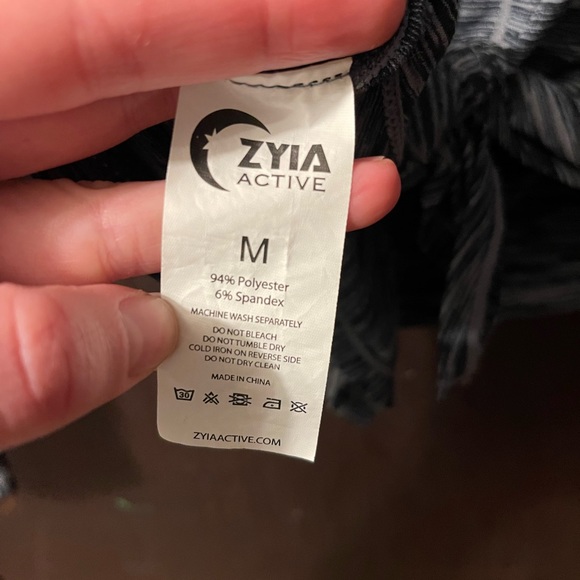 ZYIA
ACTIVE
M
94% Polyester
6% Spandex
MACHINE WASH SEPARATELY
DO NOT BLEACH
DO NOT TUMBLE DRY
COLD IRON ON REVERSE SIDE
DO NOT DRY CLEAN
MADE IN CHINA
30
ZYIAACTIVE.COM